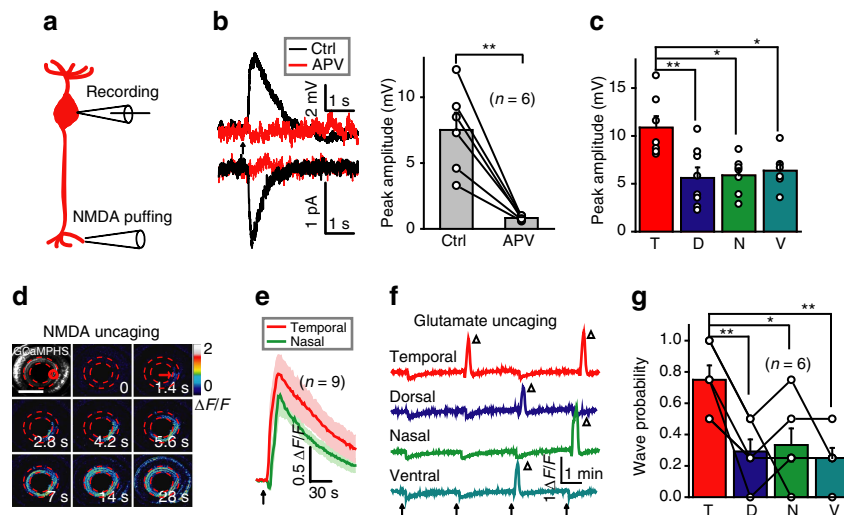 a
Recording
NMDA puffing
b
Ctrl
APV
2 mV
1 s
1 pA
1 s
Peak amplitude (mV)
10
5
0
**
(n = 6)
Ctrl
APV
c
Peak amplitude (mV)
15
10
5
0
**
*
*
T
D
N
V
d
NMDA uncaging
GCaMPHS
0
1.4 s
2.8 s
4.2 s
5.6 s
7 s
14 s
28 s
2
0
ΔF/F
e
Temporal
Nasal
(n = 9)
0.5 ΔF/F
30 s
f
Glutamate uncaging
Temporal
Dorsal
Nasal
Ventral
1 ΔF/F
1 min
g
Wave probability
1.0
0.8
0.6
0.4
0.2
0.0
**
*
**
(n = 6)
T
D
N
V